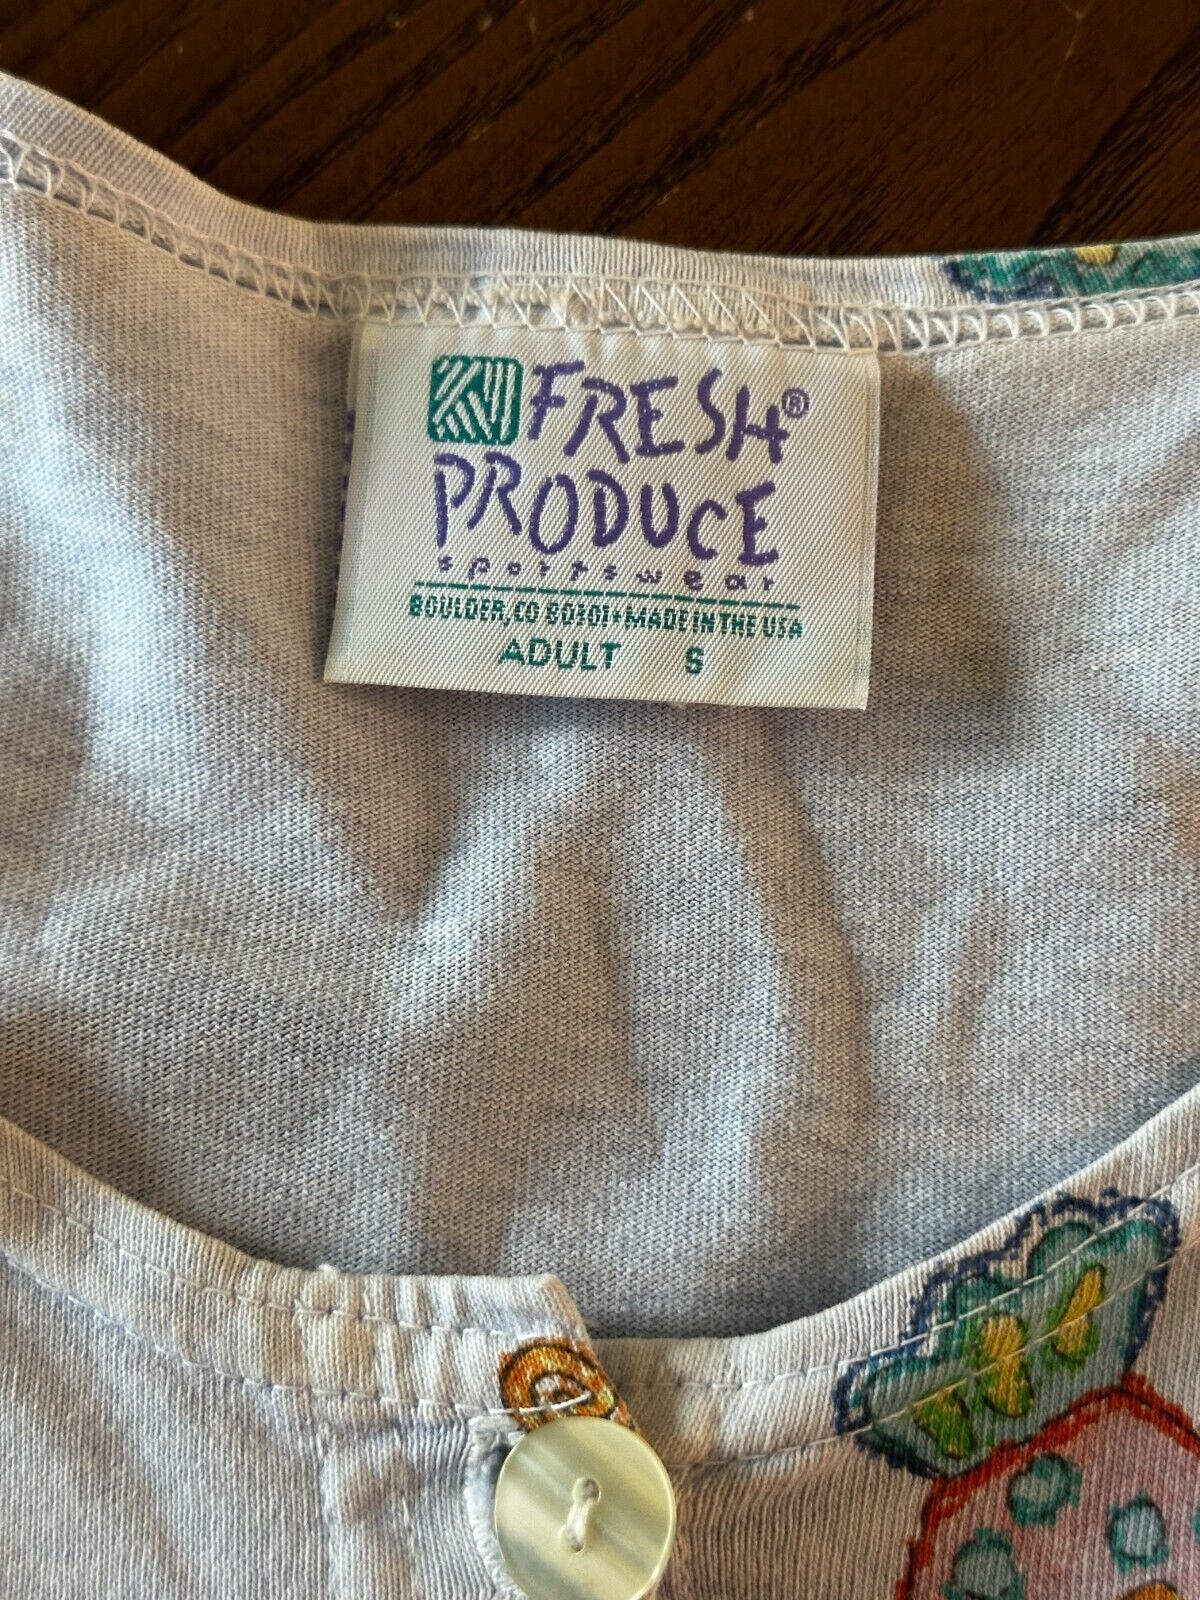 FRESH®
PRODUCE
sportswear
BOULDER, CO 80301•MADE IN THE USA
ADULT S